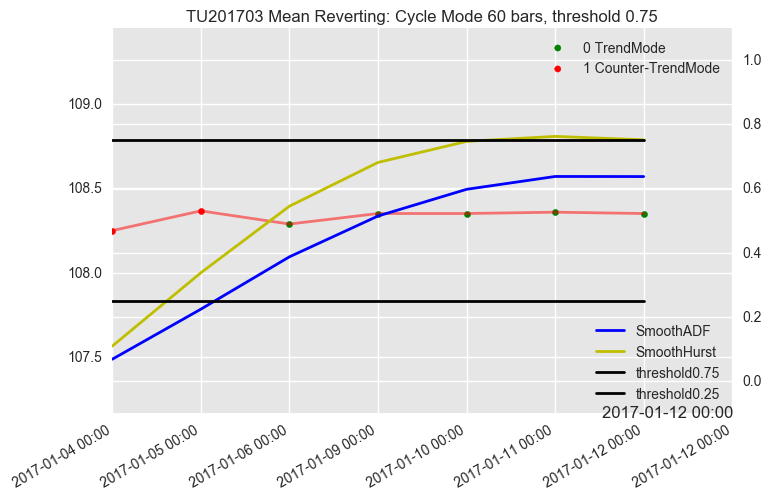 TU201703 Mean Reverting: Cycle Mode 60 bars, threshold 0.75
0 TrendMode
1 Counter-TrendMode
109.0
108.5
108.0
107.5
1.0
0.8
0.6
0.4
0.2
0.0
SmoothADF
SmoothHurst
threshold0.75
threshold0.25
2017-01-12 00:00
2017-01-04 00:00
2017-01-05 00:00
2017-01-06 00:00
2017-01-09 00:00
2017-01-10 00:00
2017-01-11 00:00
2017-01-12 00:00
2017-01-12 00:00